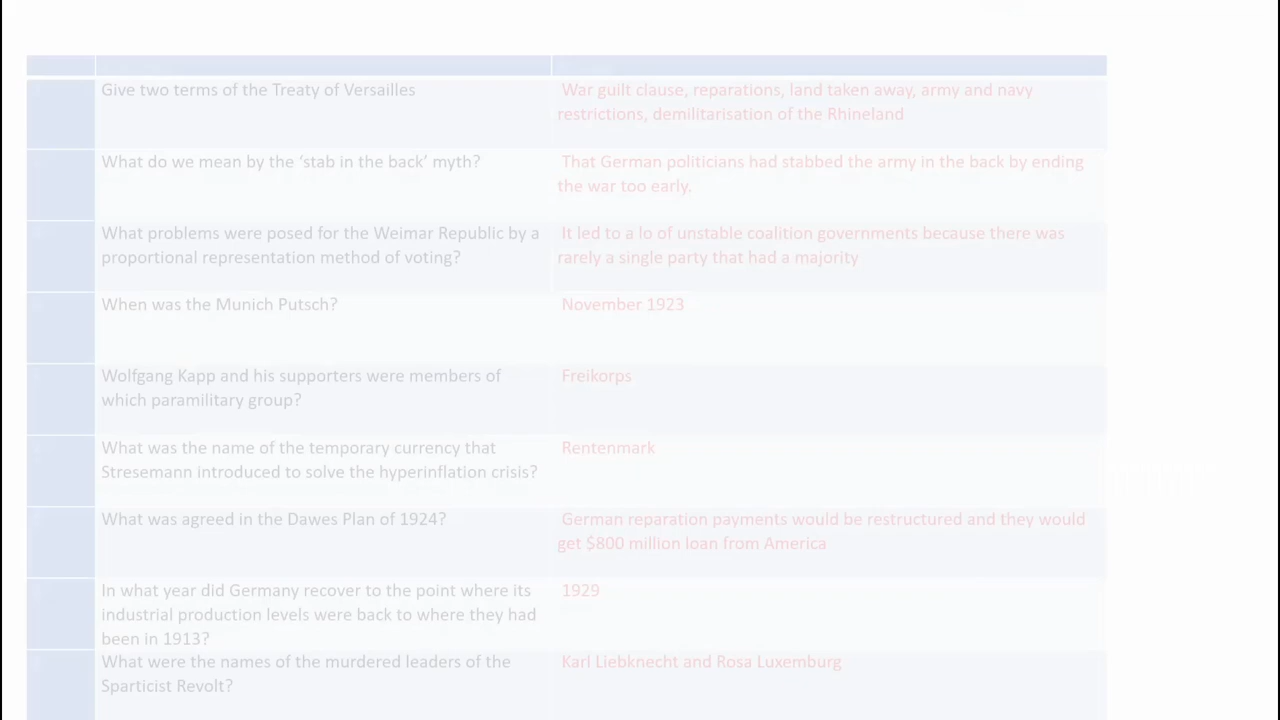 Give two terms of the Treaty of Versailles
War guilt clause, reparations, land taken away, army and navy
restrictions, demilitarisation of the Rhineland
What do we mean by the ‘stab in the back’ myth?
That German politicians had stabbed the army in the back by ending
the war too early.
What problems were posed for the Weimar Republic by a
proportional representation method of voting?
It led to a lo of unstable coalition governments because there was
rarely a single party that had a majority
When was the Munich Putsch?
November 1923
Wolfgang Kapp and his supporters were members of
which paramilitary group?
Freikorps
What was the name of the temporary currency that
Stresemann introduced to solve the hyperinflation crisis?
Rentenmark
What was agreed in the Dawes Plan of 1924?
German reparation payments would be restructured and they would
get $800 million loan from America
In what year did Germany recover to the point where its
industrial production levels were back to where they had
been in 1913?
1929
What were the names of the murdered leaders of the
Sparticist Revolt?
Karl Liebknecht and Rosa Luxemburg